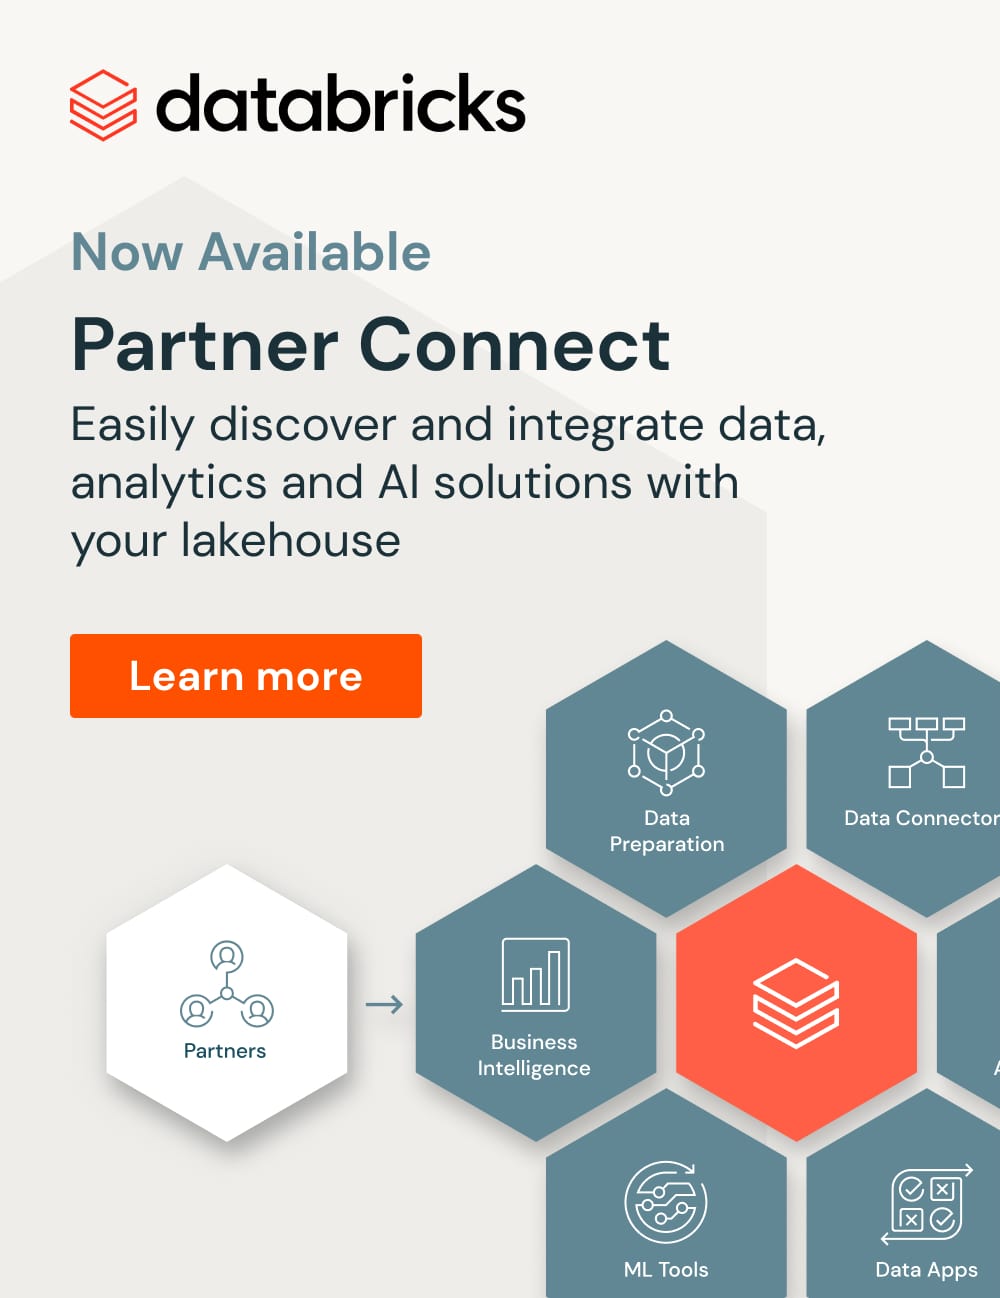 databricks
Now Available
Partner Connect
Easily discover and integrate data,
analytics and AI solutions with
your lakehouse
Learn more
Data
Preparation
Data Connector
Partners
Business
Intelligence
ML Tools
Data Apps